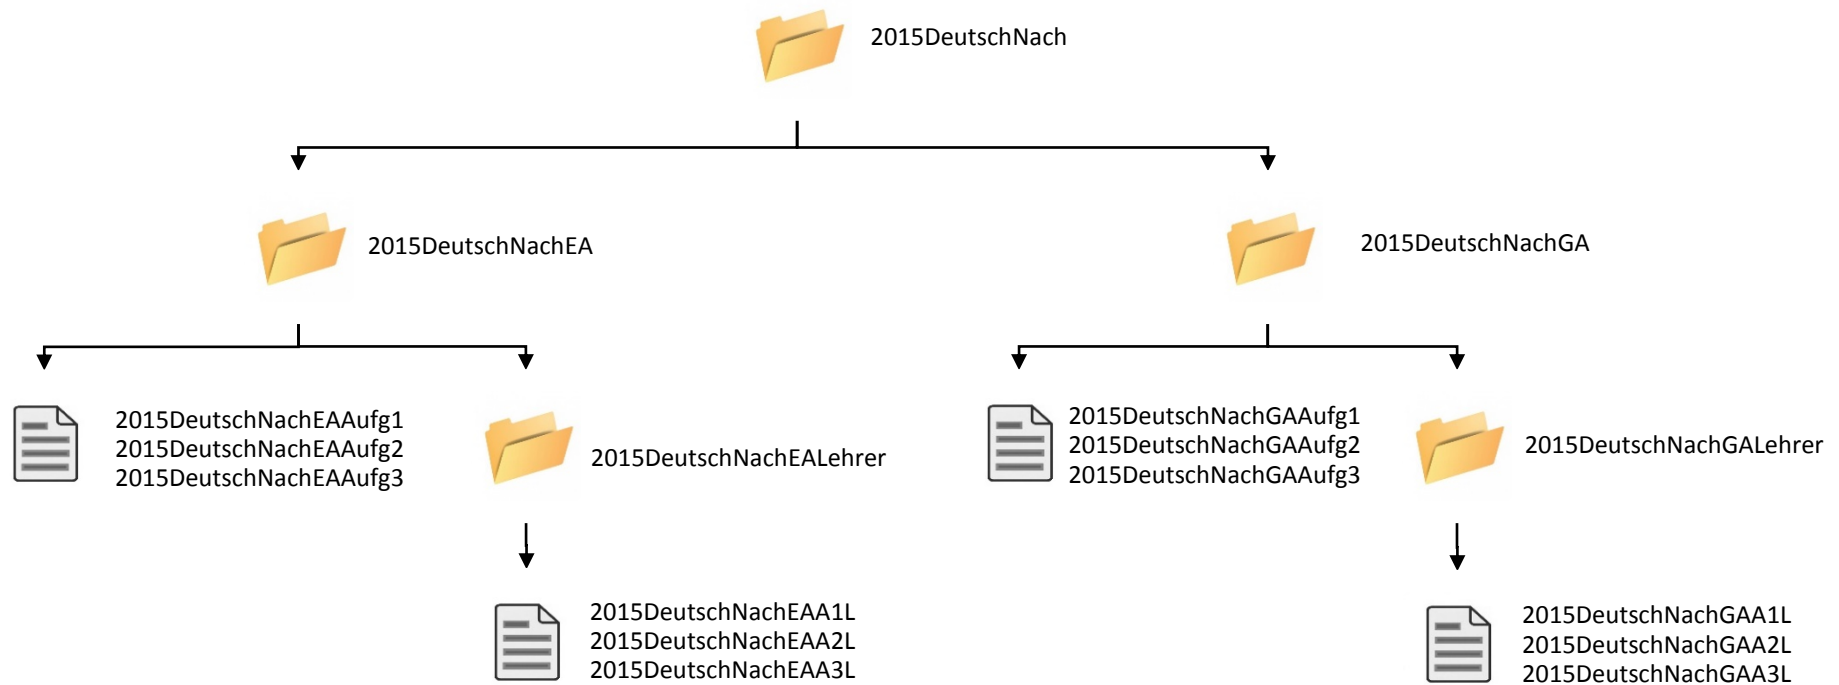 2015DeutschNach
2015DeutschNachEA
2015DeutschNachGA
2015DeutschNachEAAufg1
2015DeutschNachEAAufg2
2015DeutschNachEAAufg3
2015DeutschNachEALehrer
2015DeutschNachGAAufg1
2015DeutschNachGAAufg2
2015DeutschNachGAAufg3
2015DeutschNachGALehrer
2015DeutschNachEAA1L
2015DeutschNachEAA2L
2015DeutschNachEAA3L
2015DeutschNachGAA1L
2015DeutschNachGAA2L
2015DeutschNachGAA3L